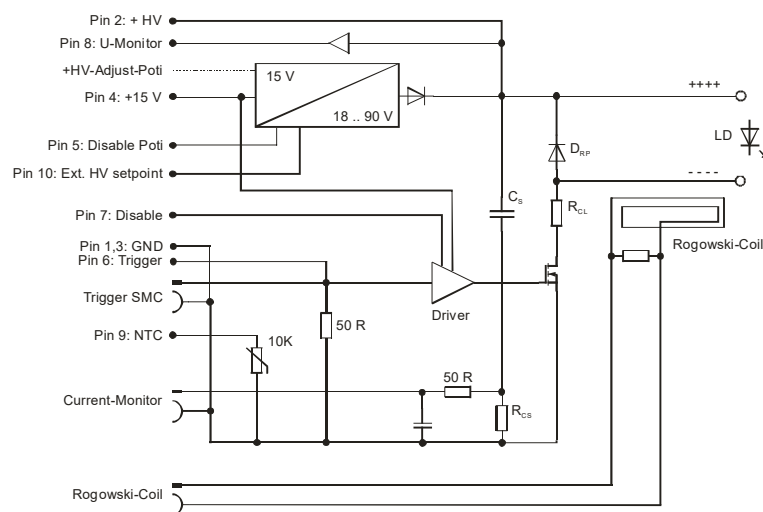 Pin 2: + HV
Pin 8: U-Monitor
+HV-Adjust-Poti
15 V
++++
Pin 4: +15 V
18 .. 90 V
LD
Pin 5: Disable Poti
D_RP
Pin 10: Ext. HV setpoint
- - - -
C_S
R_CL
Pin 7: Disable
Pin 1,3: GND
Rogowski-Coil
Pin 6: Trigger
Trigger SMC
Driver
50 R
Pin 9: NTC
10K
50 R
Current-Monitor
R_CS
Rogowski-Coil